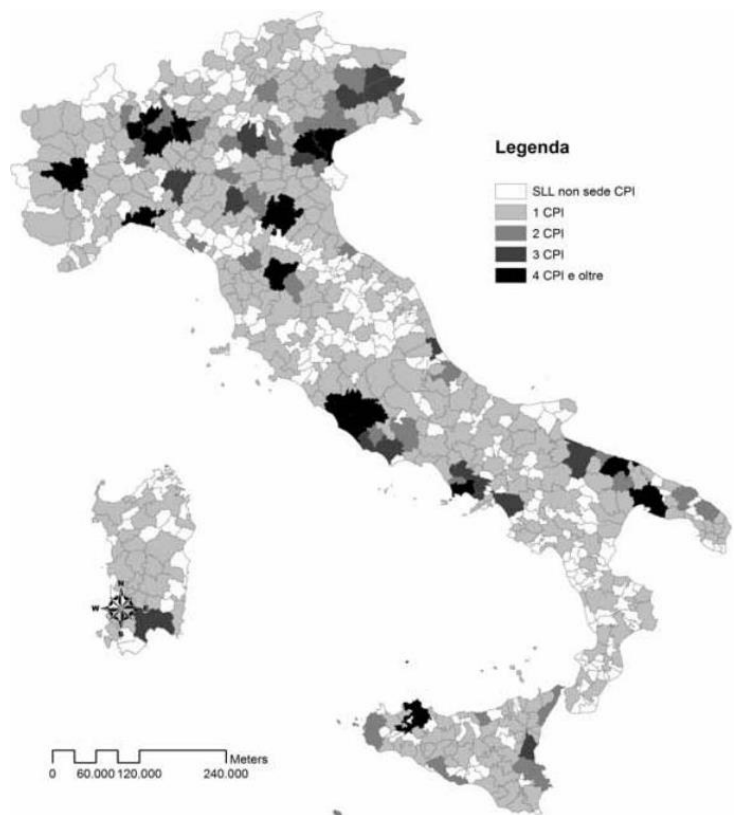 Legenda
SLL non sede CPI
1 CPI
2 CPI
3 CPI
4 CPI e oltre
N
W E
S
Meters
0 60.000 120.000 240.000